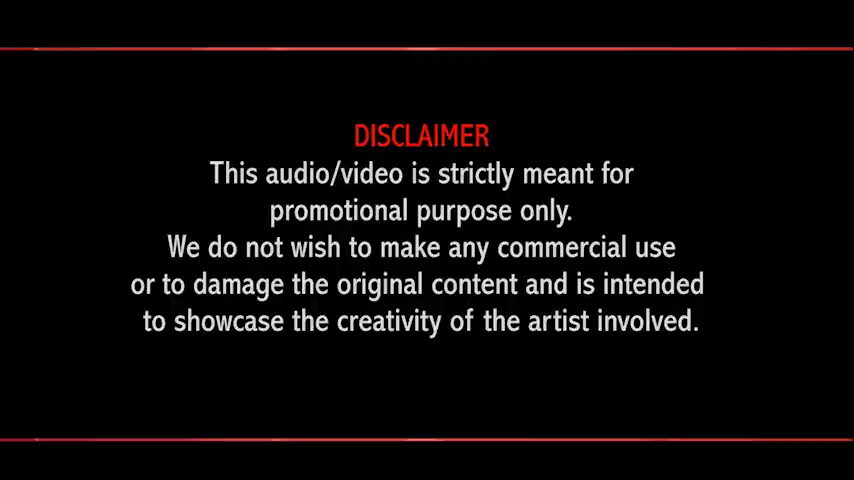 DISCLAIMER
This audio/video is strictly meant for
promotional purpose only.
We do not wish to make any commercial use
or to damage the original content and is intended
to showcase the creativity of the artist involved.